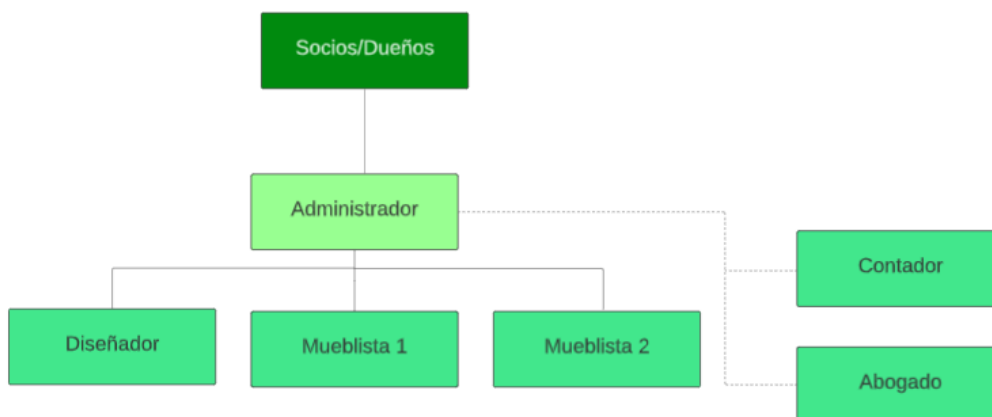 Socios/Dueños
Administrador
Contador
Diseñador
Mueblista 1
Mueblista 2
Abogado